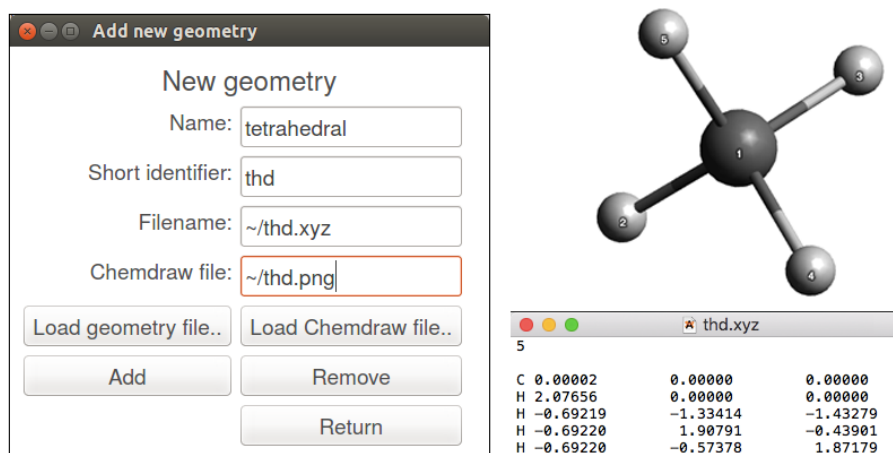 Add new geometry
New geometry
Name: tetrahedral
Short identifier: thd
Filename: ~/thd.xyz
Chemdraw file: ~/thd.png
Load geometry file.. Load Chemdraw file..
Add Remove
Return
5
3
1
2
4
thd.xyz
5
C 0.00002 0.00000 0.00000
H 2.07656 0.00000 0.00000
H -0.69219 -1.33414 -1.43279
H -0.69220 1.90791 -0.43901
H -0.69220 -0.57378 1.87179